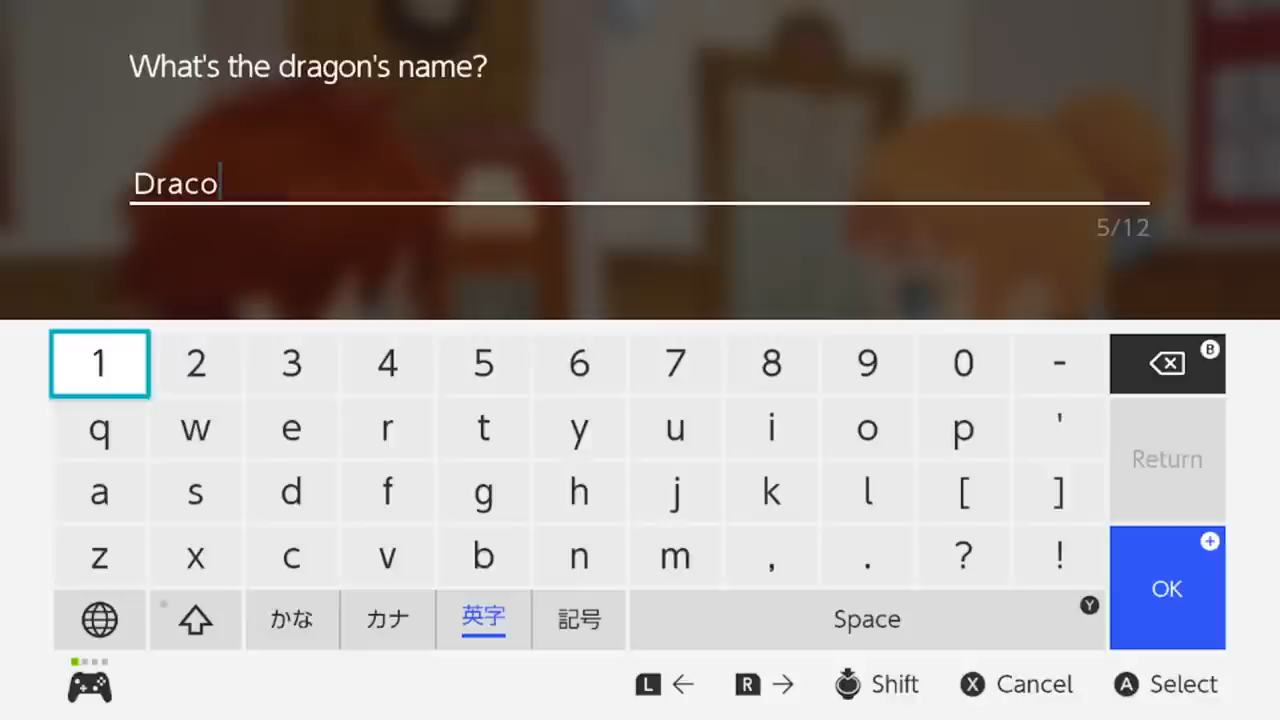 What's the dragon's name?
Draco
5/12
1 2 3 4 5 6 7 8 9 0 - B
q w e r t y u i o p '
Return
a s d f g h j k l [ ]
z x c v b n m , . ? !
+
OK
かな カナ 英字 記号 Space Y
L ← R → Shift X Cancel A Select